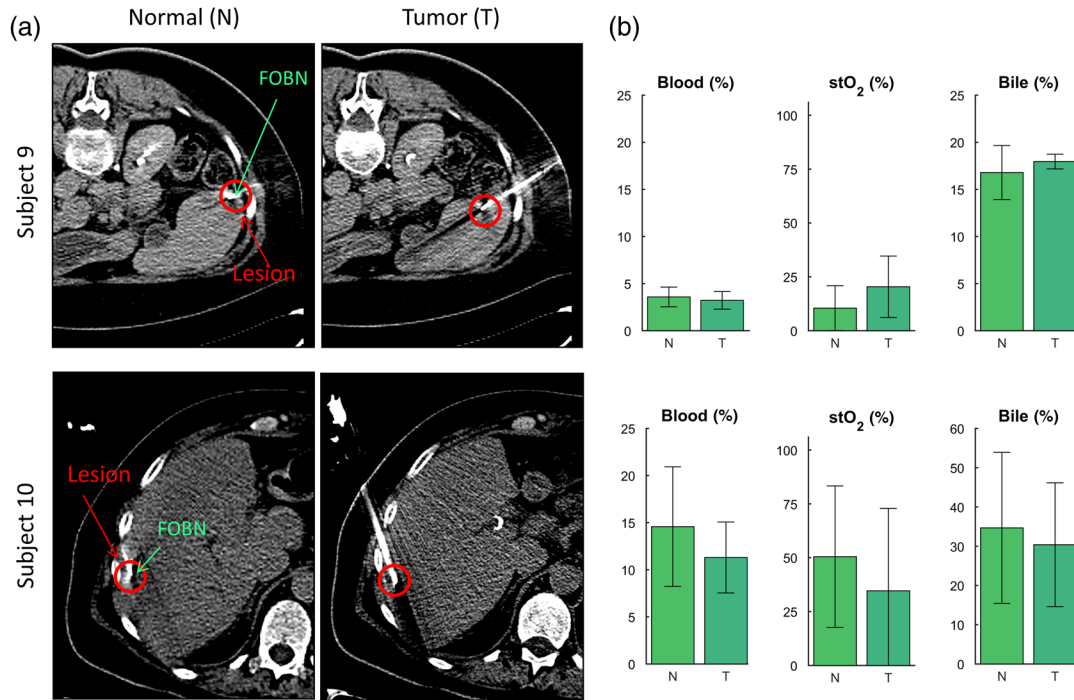 (a)
Normal (N)
Tumor (T)
(b)
Subject 9
FOBN
Lesion
Blood (%)
25
20
15
10
5
0
N
T
stO2 (%)
100
75
50
25
0
N
T
Bile (%)
25
20
15
10
5
0
N
T
Subject 10
Lesion
FOBN
Blood (%)
25
20
15
10
5
0
N
T
stO2 (%)
100
75
50
25
0
N
T
Bile (%)
60
50
40
30
20
10
0
N
T